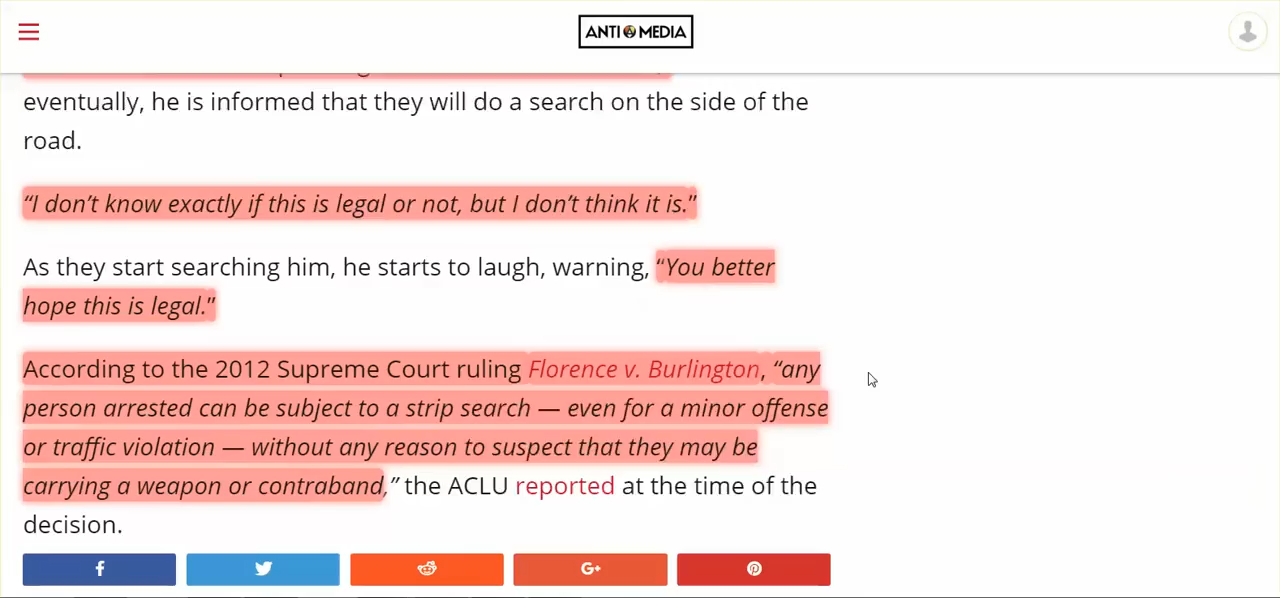 ANTI MEDIA
eventually, he is informed that they will do a search on the side of the
road.
“I don’t know exactly if this is legal or not, but I don’t think it is.”
As they start searching him, he starts to laugh, warning, “You better
hope this is legal.”
According to the 2012 Supreme Court ruling Florence v. Burlington, “any
person arrested can be subject to a strip search — even for a minor offense
or traffic violation — without any reason to suspect that they may be
carrying a weapon or contraband,” the ACLU reported at the time of the
decision.
f
G+